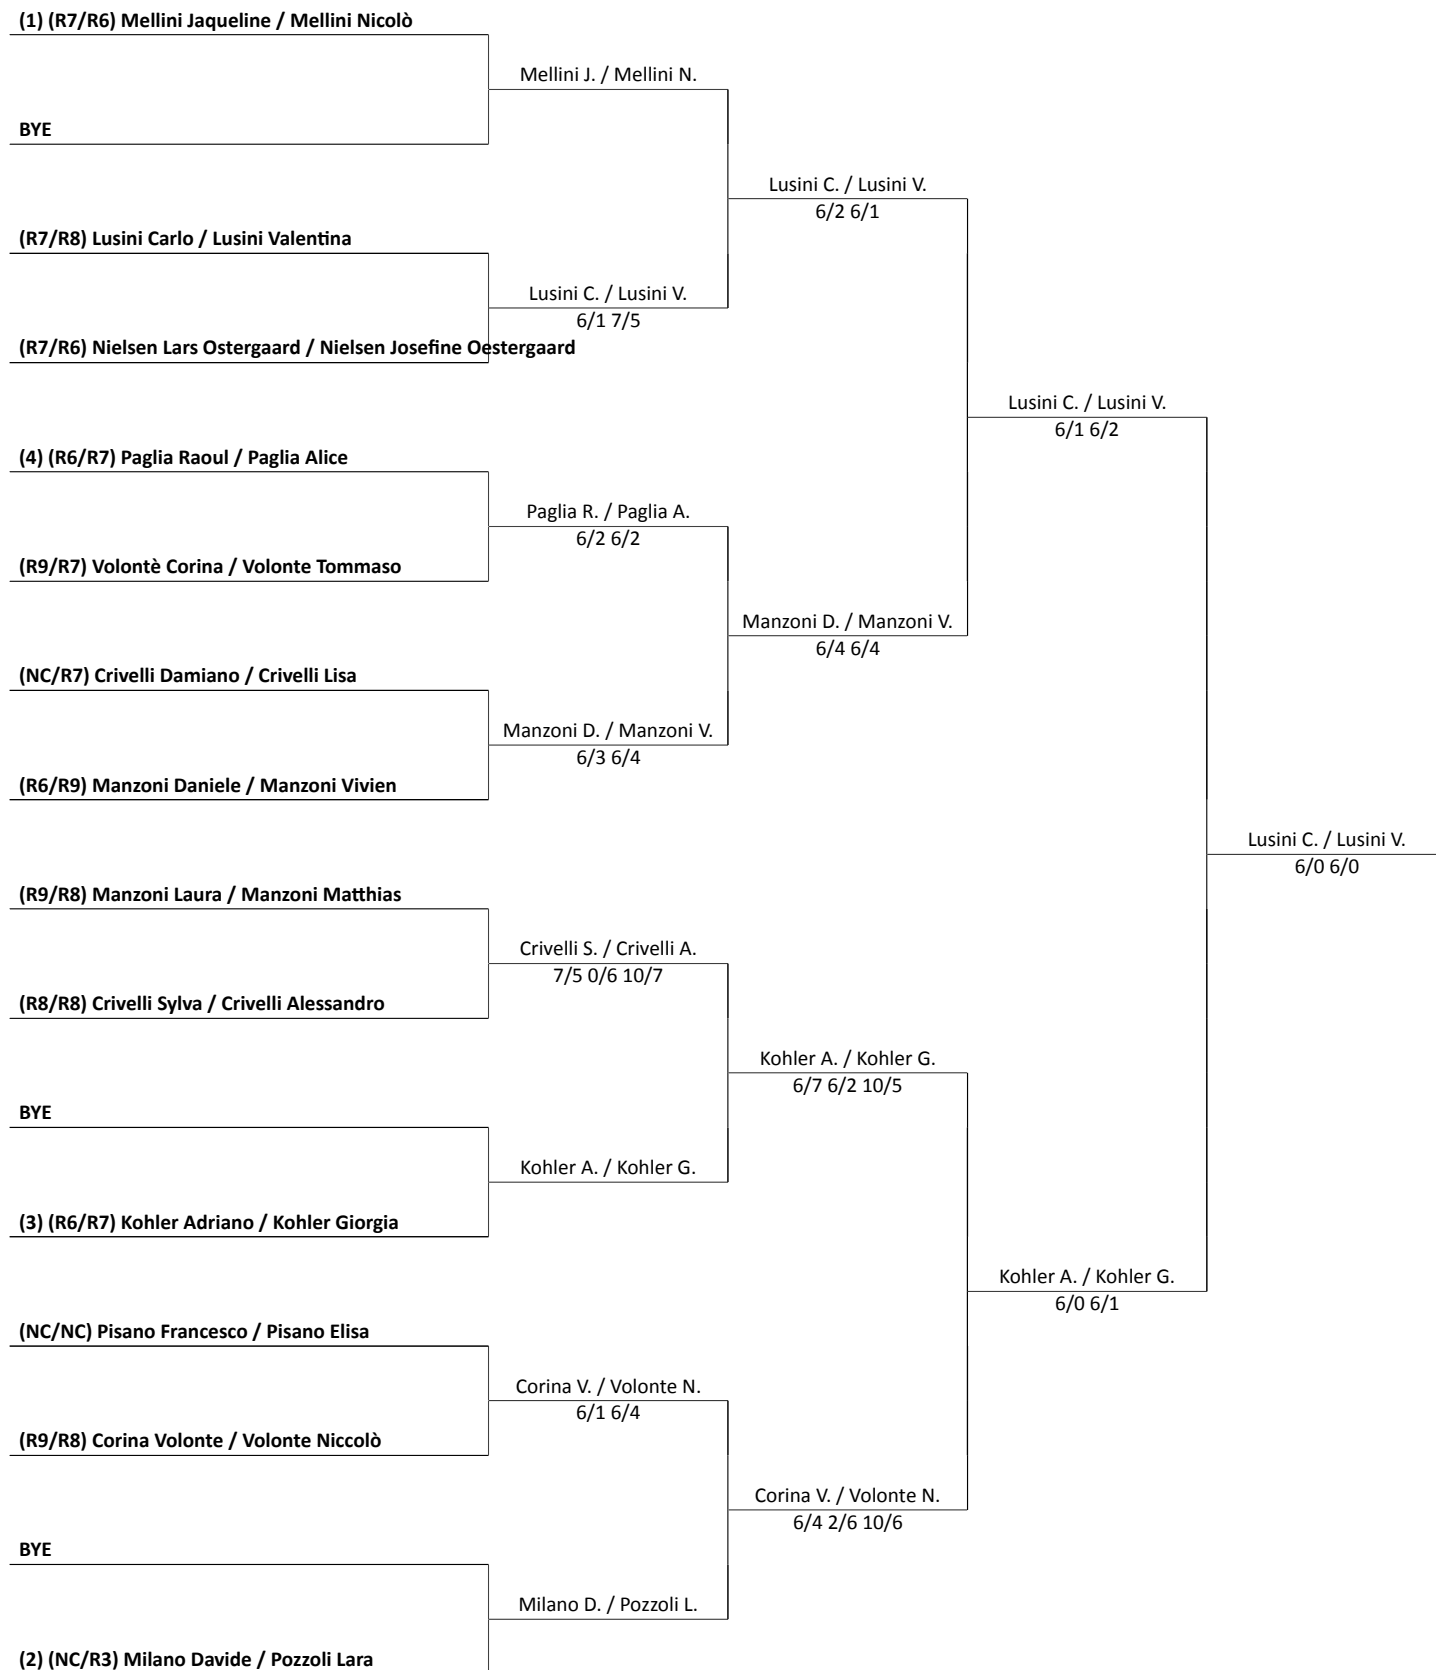 (1) (R7/R6) Mellini Jaqueline / Mellini Nicolò
Mellini J. / Mellini N.
BYE
Lusini C. / Lusini V.
6/2 6/1
(R7/R8) Lusini Carlo / Lusini Valentina
Lusini C. / Lusini V.
6/1 7/5
(R7/R6) Nielsen Lars Ostergaard / Nielsen Josefine Oestergaard
Lusini C. / Lusini V.
6/1 6/2
(4) (R6/R7) Paglia Raoul / Paglia Alice
Paglia R. / Paglia A.
6/2 6/2
(R9/R7) Volontè Corina / Volonte Tommaso
Manzoni D. / Manzoni V.
6/4 6/4
(NC/R7) Crivelli Damiano / Crivelli Lisa
Manzoni D. / Manzoni V.
6/3 6/4
(R6/R9) Manzoni Daniele / Manzoni Vivien
Lusini C. / Lusini V.
6/0 6/0
(R9/R8) Manzoni Laura / Manzoni Matthias
Crivelli S. / Crivelli A.
7/5 0/6 10/7
(R8/R8) Crivelli Sylva / Crivelli Alessandro
Kohler A. / Kohler G.
6/7 6/2 10/5
BYE
Kohler A. / Kohler G.
(3) (R6/R7) Kohler Adriano / Kohler Giorgia
Kohler A. / Kohler G.
6/0 6/1
(NC/NC) Pisano Francesco / Pisano Elisa
Corina V. / Volonte N.
6/1 6/4
(R9/R8) Corina Volonte / Volonte Niccolò
Corina V. / Volonte N.
6/4 2/6 10/6
BYE
Milano D. / Pozzoli L.
(2) (NC/R3) Milano Davide / Pozzoli Lara